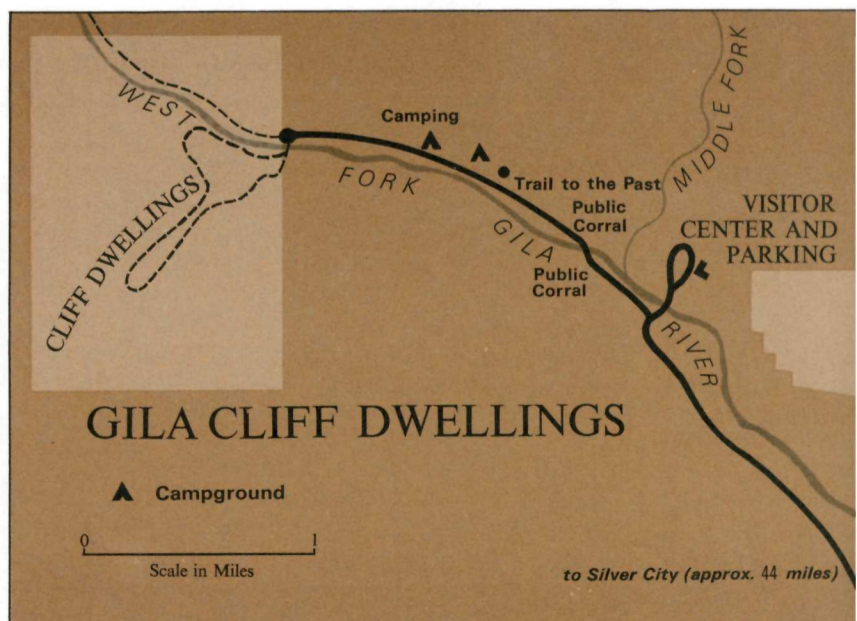 WEST
FORK
GILA
RIVER
MIDDLE FORK
CLIFF DWELLINGS
Camping
Trail to the Past
Public
Corral
Public
Corral
VISITOR
CENTER AND
PARKING
GILA CLIFF DWELLINGS
Campground
0 1
Scale in Miles
to Silver City (approx. 44 miles)